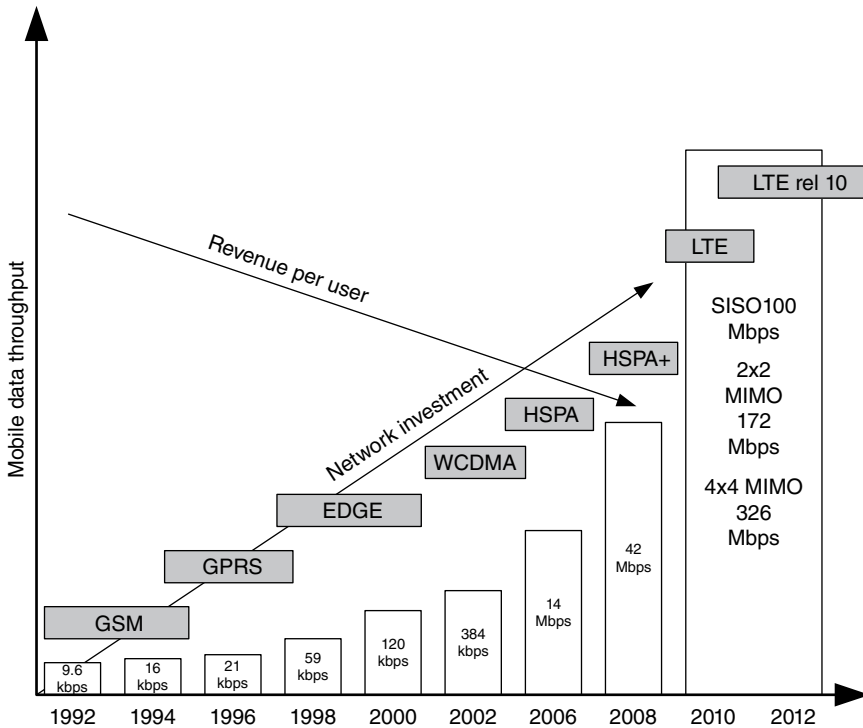 Mobile data throughput
Revenue per user
Network investment
LTE rel 10
LTE
HSPA+
HSPA
WCDMA
EDGE
GPRS
GSM
SISO100
Mbps
2x2
MIMO
172
Mbps
4x4 MIMO
326
Mbps
9.6
kbps
16
kbps
21
kbps
59
kbps
120
kbps
384
kbps
14
Mbps
42
Mbps
1992 1994 1996 1998 2000 2002 2006 2008 2010 2012